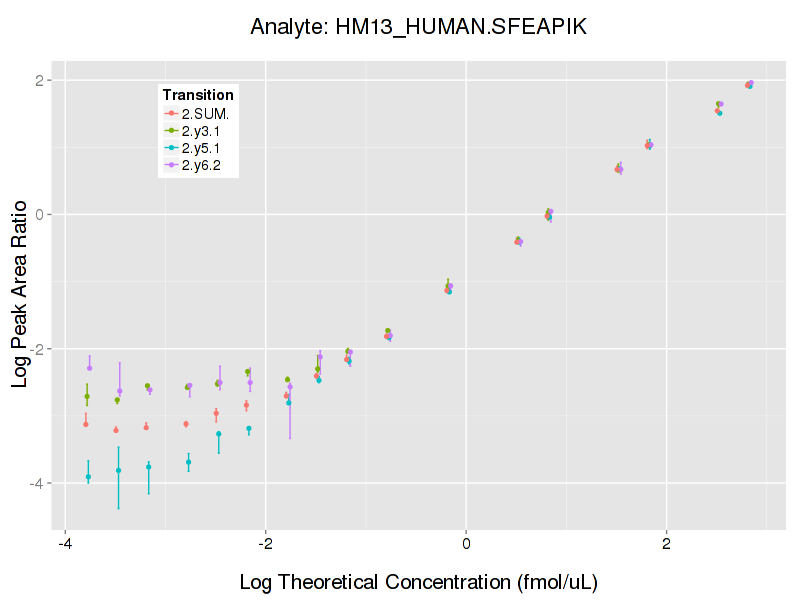 Analyte: HM13_HUMAN.SFEAPIK
2
0
-2
-4
Log Peak Area Ratio
Transition
2.SUM.
2.y3.1
2.y5.1
2.y6.2
-4 -2 0 2
Log Theoretical Concentration (fmol/uL)